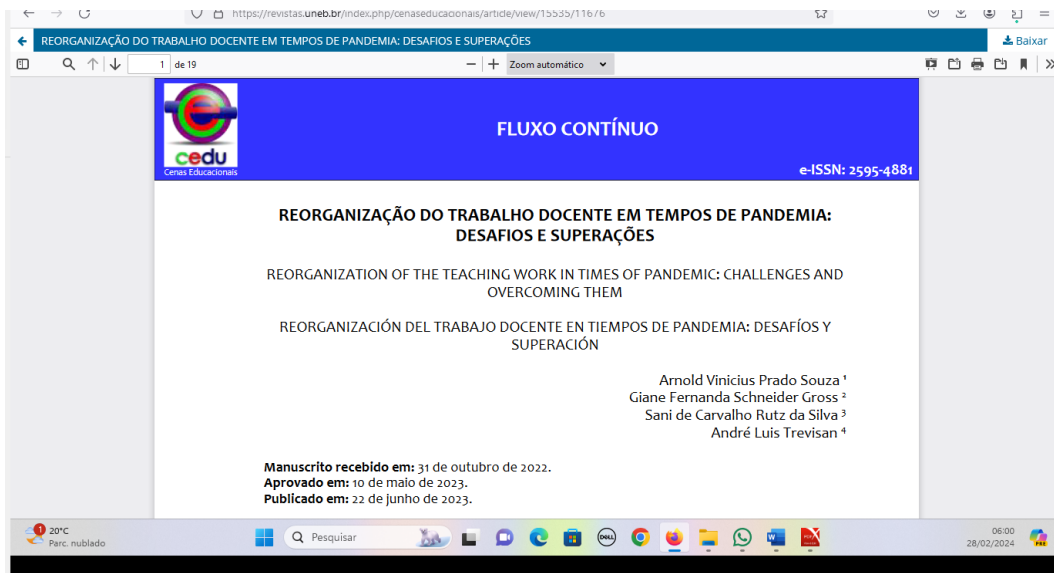 https://revistas.uneb.br/index.php/cenaseducacionais/article/view/15535/11676
REORGANIZAÇÃO DO TRABALHO DOCENTE EM TEMPOS DE PANDEMIA: DESAFIOS E SUPERAÇÕES
Baixar
1 de 19
Zoom automático
cedu
Cenas Educacionais
FLUXO CONTÍNUO
e-ISSN: 2595-4881
REORGANIZAÇÃO DO TRABALHO DOCENTE EM TEMPOS DE PANDEMIA:
DESAFIOS E SUPERAÇÕES
REORGANIZATION OF THE TEACHING WORK IN TIMES OF PANDEMIC: CHALLENGES AND
OVERCOMING THEM
REORGANIZACIÓN DEL TRABAJO DOCENTE EN TIEMPOS DE PANDEMIA: DESAFÍOS Y
SUPERACIÓN
Arnold Vinicius Prado Souza ¹
Giane Fernanda Schneider Gross ²
Sani de Carvalho Rutz da Silva ³
André Luis Trevisan ⁴
Manuscrito recebido em: 31 de outubro de 2022.
Aprovado em: 10 de maio de 2023.
Publicado em: 22 de junho de 2023.
1
20°C
Parc. nublado
Pesquisar
DELL
06:00
28/02/2024
PRE